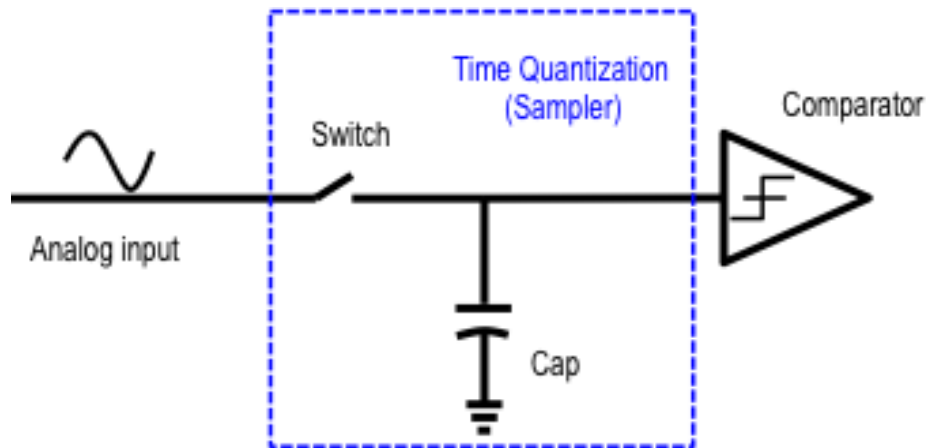 Time Quantization
(Sampler)
Comparator
Switch
Analog input
Cap